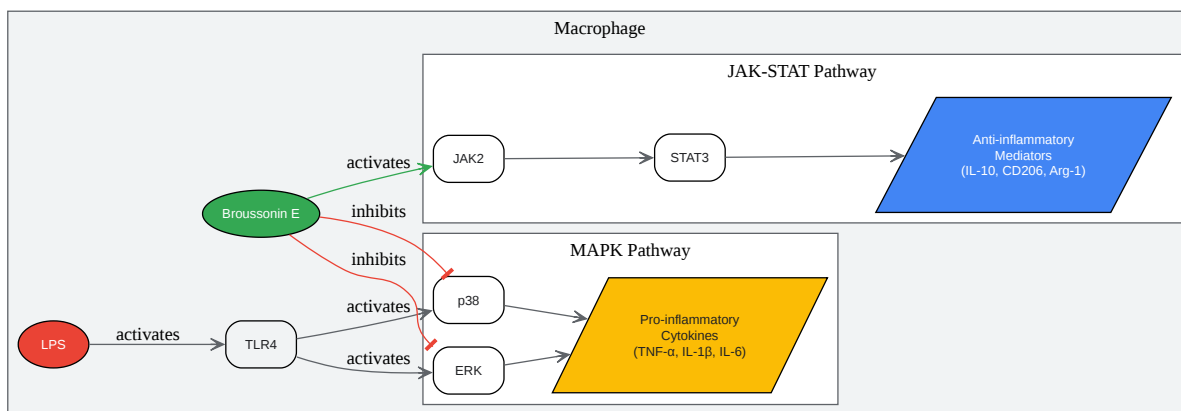 Macrophage
JAK-STAT Pathway
Anti-inflammatory
Mediators
(IL-10, CD206, Arg-1)
activates
JAK2
STAT3
Broussonin E
inhibits
MAPK Pathway
inhibits
p38
activates
Pro-inflammatory
Cytokines
(TNF-α, IL-1β, IL-6)
LPS
activates
TLR4
activates
ERK